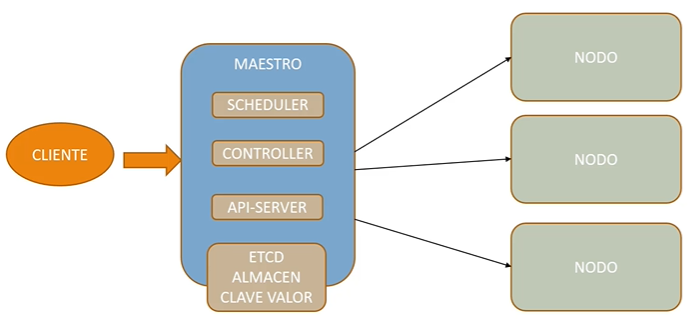 CLIENTE
MAESTRO
SCHEDULER
CONTROLLER
API-SERVER
ETCD
ALMACEN
CLAVE VALOR
NODO
NODO
NODO